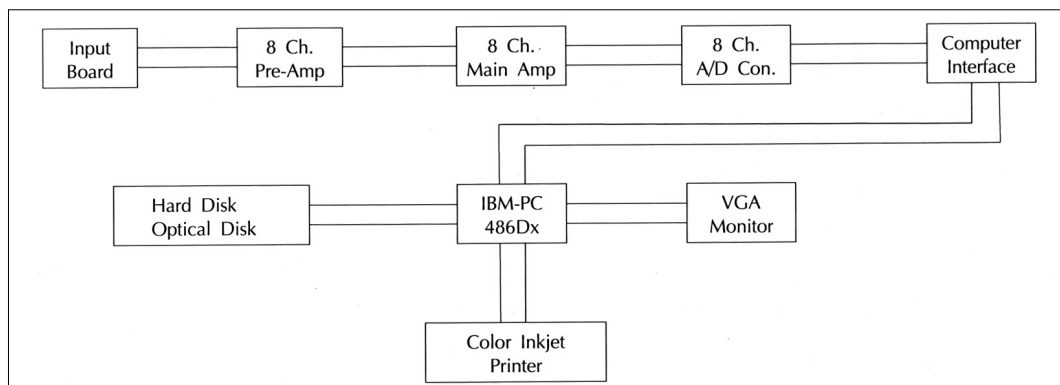 Input
Board
8 Ch.
Pre-Amp
8 Ch.
Main Amp
8 Ch.
A/D Con.
Computer
Interface
Hard Disk
Optical Disk
IBM-PC
486Dx
VGA
Monitor
Color Inkjet
Printer